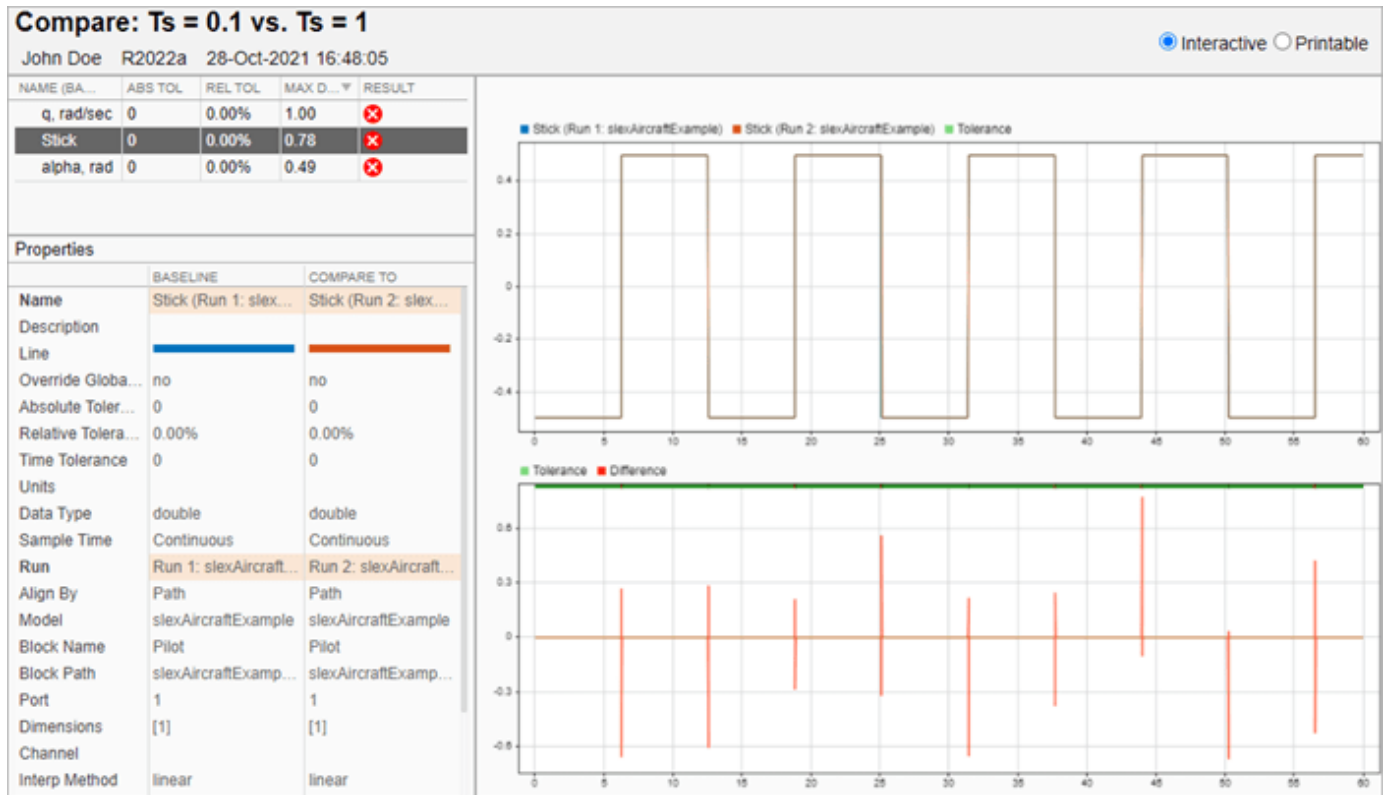 Compare: Ts = 0.1 vs. Ts = 1
John Doe R2022a 28-Oct-2021 16:48:05
Interactive Printable
NAME (BA... ABS TOL REL TOL MAX D... RESULT
q, rad/sec 0 0.00% 1.00
Stick 0 0.00% 0.78
alpha, rad 0 0.00% 0.49
Properties
BASELINE COMPARE TO
Name Stick (Run 1: slex... Stick (Run 2: slex...
Description
Line
Override Globa... no no
Absolute Toler... 0 0
Relative Tolera... 0.00% 0.00%
Time Tolerance 0 0
Units
Data Type double double
Sample Time Continuous Continuous
Run Run 1: slexAircraft... Run 2: slexAircraft...
Align By Path Path
Model slexAircraftExample slexAircraftExample
Block Name Pilot Pilot
Block Path slexAircraftExamp... slexAircraftExamp...
Port 1 1
Dimensions [1] [1]
Channel
Interp Method linear linear
Stick (Run 1: slexAircraftExample) Stick (Run 2: slexAircraftExample) Tolerance
0.4
0.2
0
-0.2
-0.4
0 5 10 15 20 25 30 35 40 45 50 55 60
Tolerance Difference
0.6
0.3
0
-0.3
-0.6
0 5 10 15 20 25 30 35 40 45 50 55 60